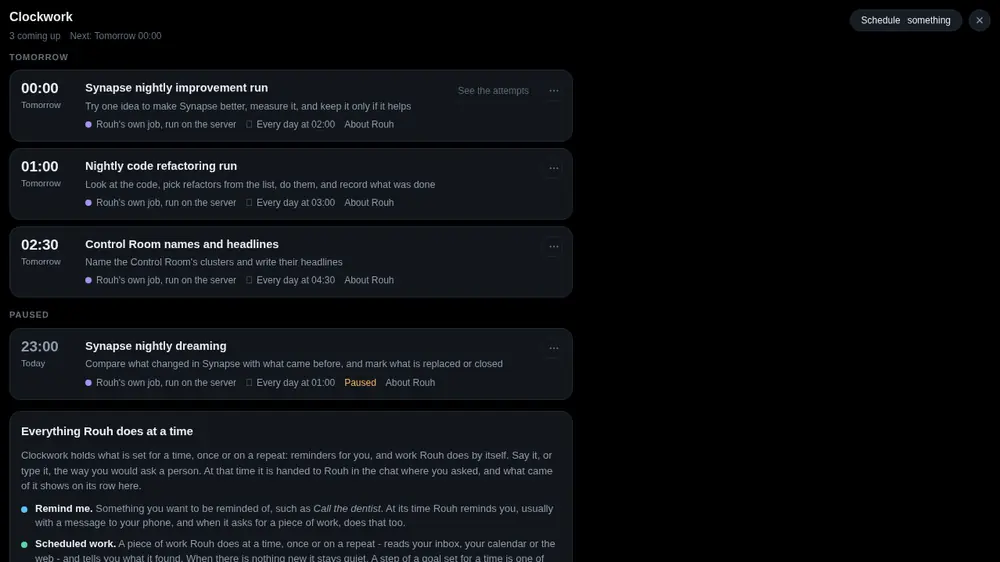 Clockwork
Schedule something
×
3 coming up Next: Tomorrow 00:00
TOMORROW
00:00 Synapse nightly improvement run See the attempts ...
Tomorrow Try one idea to make Synapse better, measure it, and keep it only if it helps
Rouh's own job, run on the server Every day at 02:00 About Rouh
01:00 Nightly code refactoring run ...
Tomorrow Look at the code, pick refactors from the list, do them, and record what was done
Rouh's own job, run on the server Every day at 03:00 About Rouh
02:30 Control Room names and headlines ...
Tomorrow Name the Control Room's clusters and write their headlines
Rouh's own job, run on the server Every day at 04:30 About Rouh
PAUSED
23:00 Synapse nightly dreaming ...
Today Compare what changed in Synapse with what came before, and mark what is replaced or closed
Rouh's own job, run on the server Every day at 01:00 Paused About Rouh
Everything Rouh does at a time
Clockwork holds what is set for a time, once or on a repeat: reminders for you, and work Rouh does by itself. Say it, or
type it, the way you would ask a person. At that time it is handed to Rouh in the chat where you asked, and what came
of it shows on its row here.
Remind me. Something you want to be reminded of, such as Call the dentist. At its time Rouh reminds you, usually
with a message to your phone, and when it asks for a piece of work, does that too.
Scheduled work. A piece of work Rouh does at a time, once or on a repeat - reads your inbox, your calendar or the
web - and tells you what it found. When there is nothing new it stays quiet. A step of a goal set for a time is one of